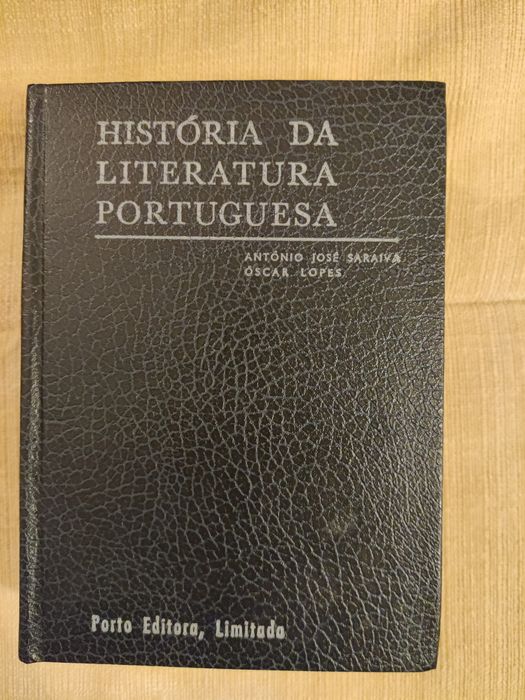 HISTÓRIA DA
LITERATURA
PORTUGUESA
ANTÓNIO JOSÉ SARAIVA
ÓSCAR LOPES
Porto Editora, Limitada